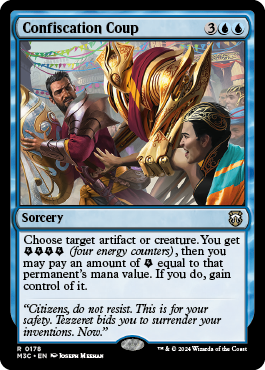 Confiscation Coup 3
Sorcery
Choose target artifact or creature. You get
(four energy counters), then you
may pay an amount of equal to that
permanent's mana value. If you do, gain
control of it.
"Citizens, do not resist. This is for your
safety. Tezzeret bids you to surrender your
inventions. Now."
R 0178
M3C • EN Joseph Meehan
™ & © 2024 Wizards of the Coast